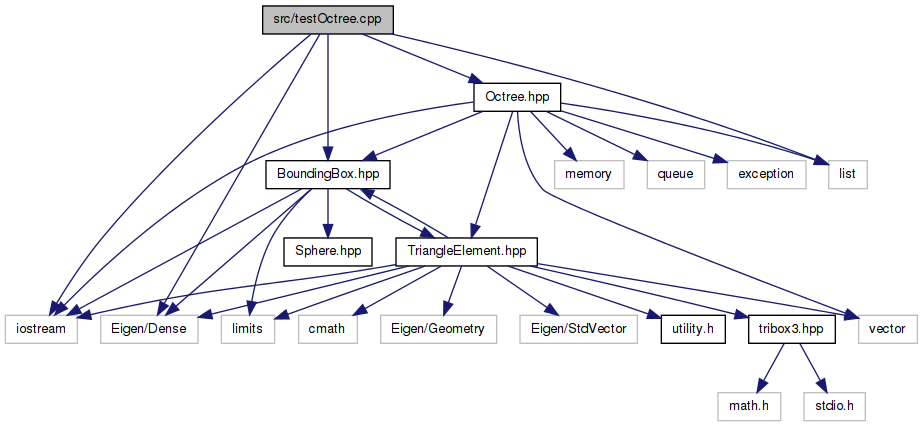 src/testOctree.cpp
Octree.hpp
BoundingBox.hpp
memory
queue
exception
list
Sphere.hpp
TriangleElement.hpp
iostream
Eigen/Dense
limits
cmath
Eigen/Geometry
Eigen/StdVector
utility.h
tribox3.hpp
vector
math.h
stdio.h